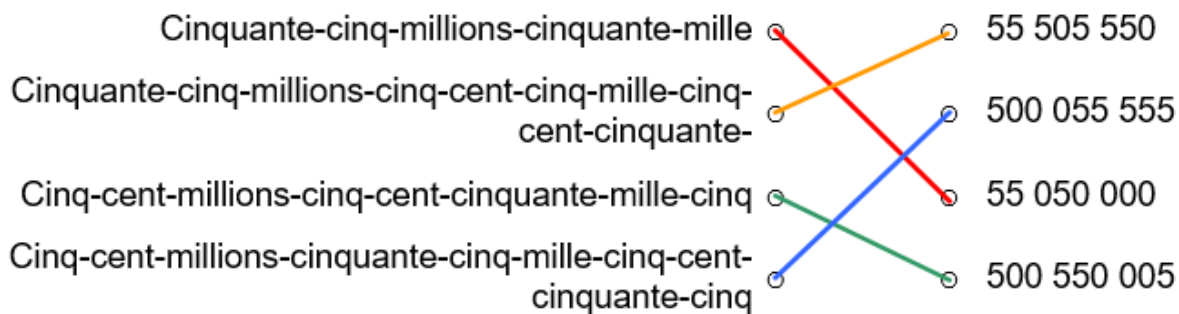 Cinquante-cinq-millions-cinquante-mille
55 505 550
Cinquante-cinq-millions-cinq-cent-cinq-mille-cinq-
cent-cinquante-
500 055 555
Cinq-cent-millions-cinq-cent-cinquante-mille-cinq
55 050 000
Cinq-cent-millions-cinquante-cinq-mille-cinq-cent-
cinquante-cinq
500 550 005